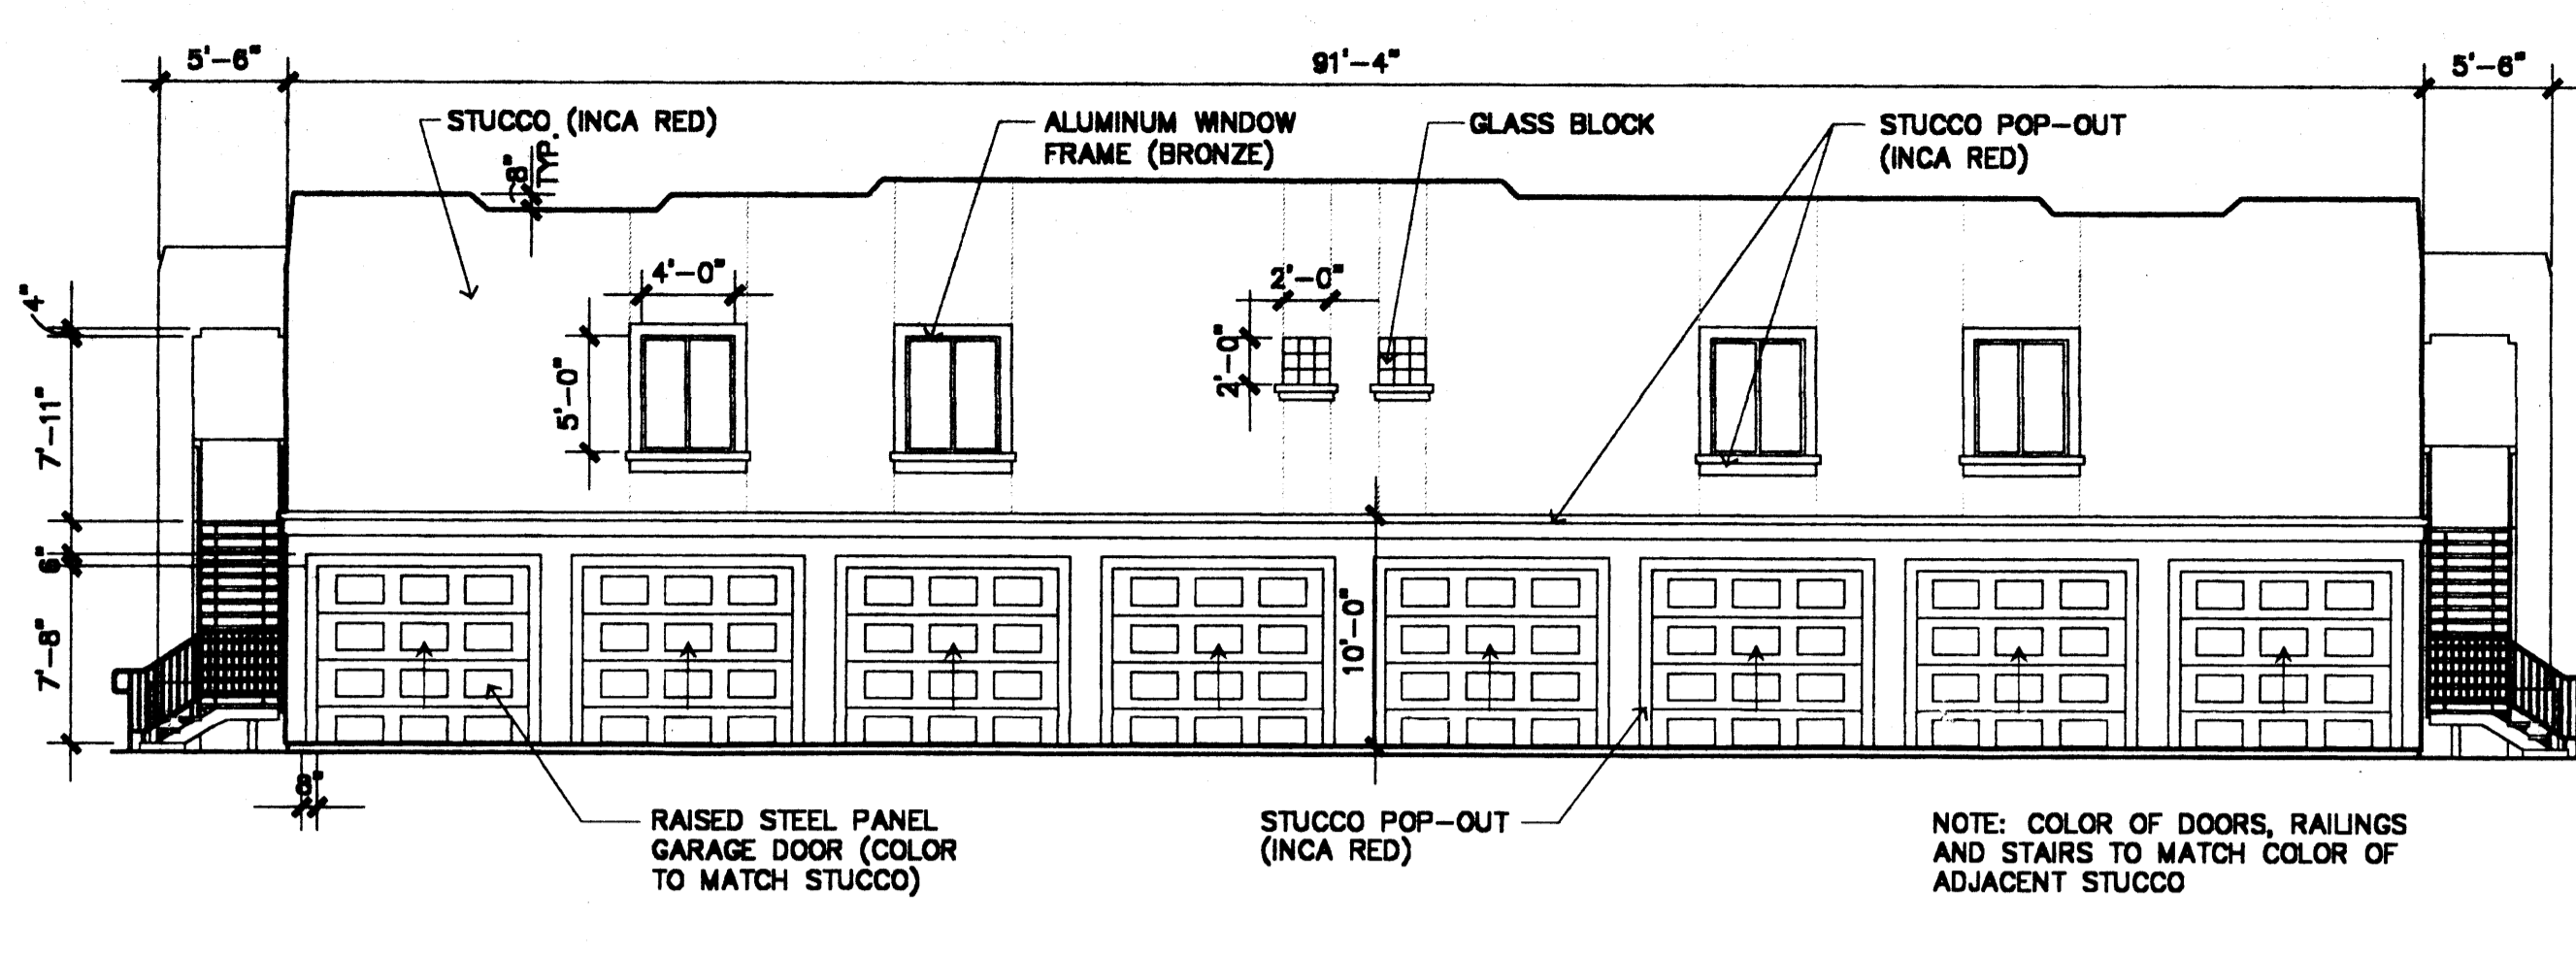 5'-6"
91'-4"
5'-6"
STUCCO (INCA RED)
8"
TYP.
ALUMINUM WINDOW
FRAME (BRONZE)
GLASS BLOCK
STUCCO POP-OUT
(INCA RED)
4'-0"
2'-0"
4"
5'-0"
2'-0"
7'-11"
6"
7'-8"
10'-0"
8"
RAISED STEEL PANEL
GARAGE DOOR (COLOR
TO MATCH STUCCO)
STUCCO POP-OUT
(INCA RED)
NOTE: COLOR OF DOORS, RAILINGS
AND STAIRS TO MATCH COLOR OF
ADJACENT STUCCO